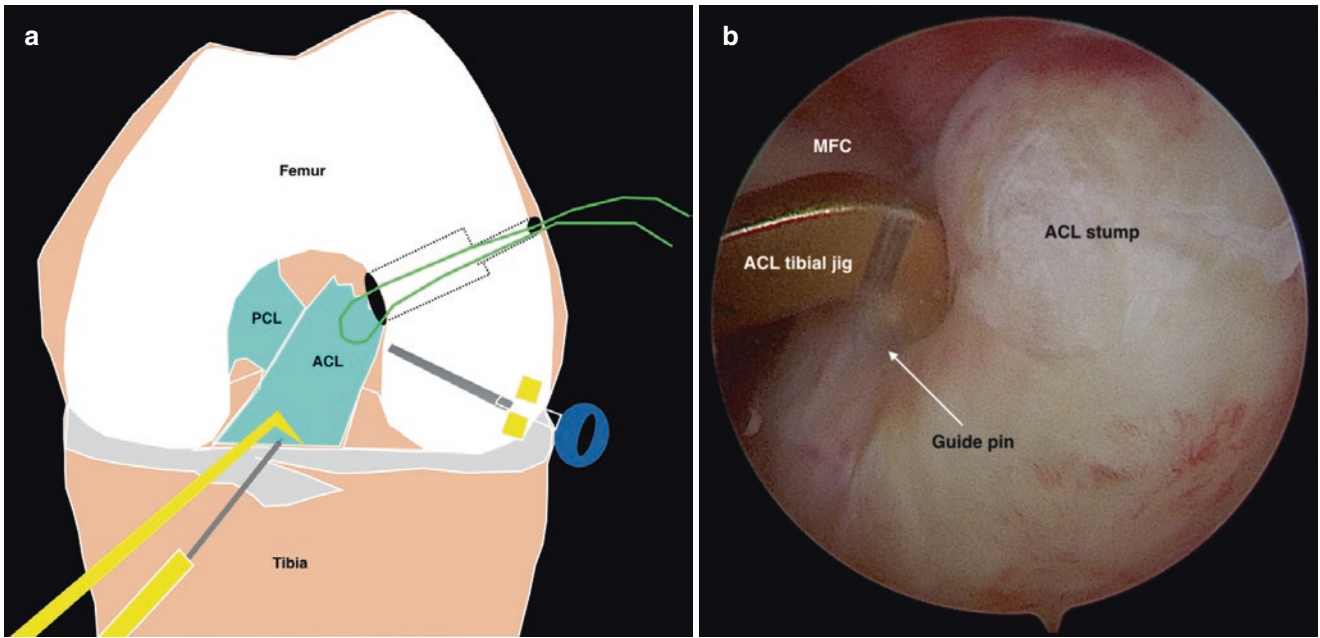 a
Femur
PCL
ACL
Tibia
b
MFC
ACL stump
ACL tibial jig
Guide pin